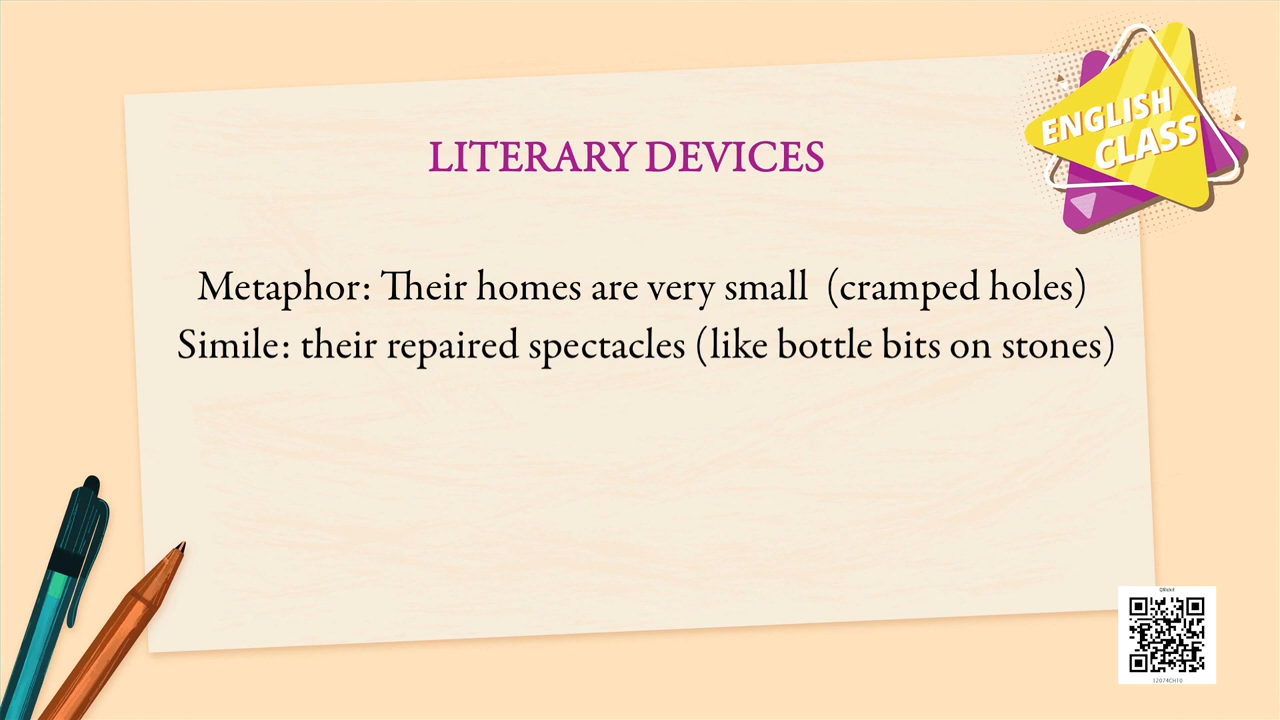 ENGLISH
CLASS
LITERARY DEVICES
Metaphor: Their homes are very small (cramped holes)
Simile: their repaired spectacles (like bottle bits on stones)
12074CH10